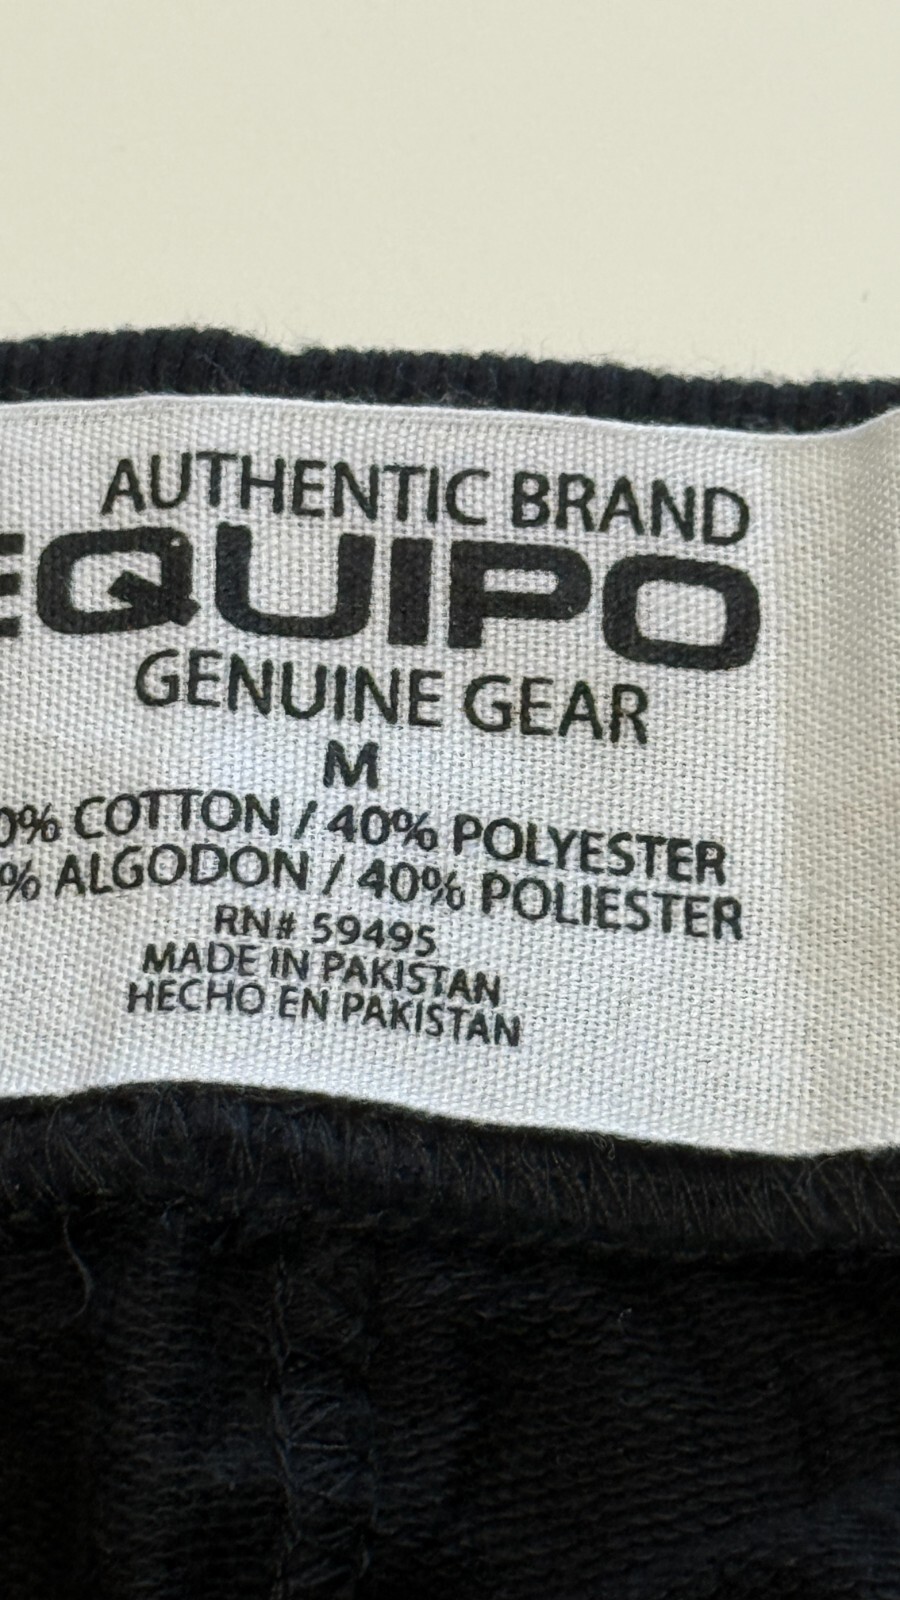 AUTHENTIC BRAND
EQUIPO
GENUINE GEAR
M
0% COTTON / 40% POLYESTER
% ALGODON / 40% POLIESTER
RN# 59495
MADE IN PAKISTAN
HECHO EN PAKISTAN